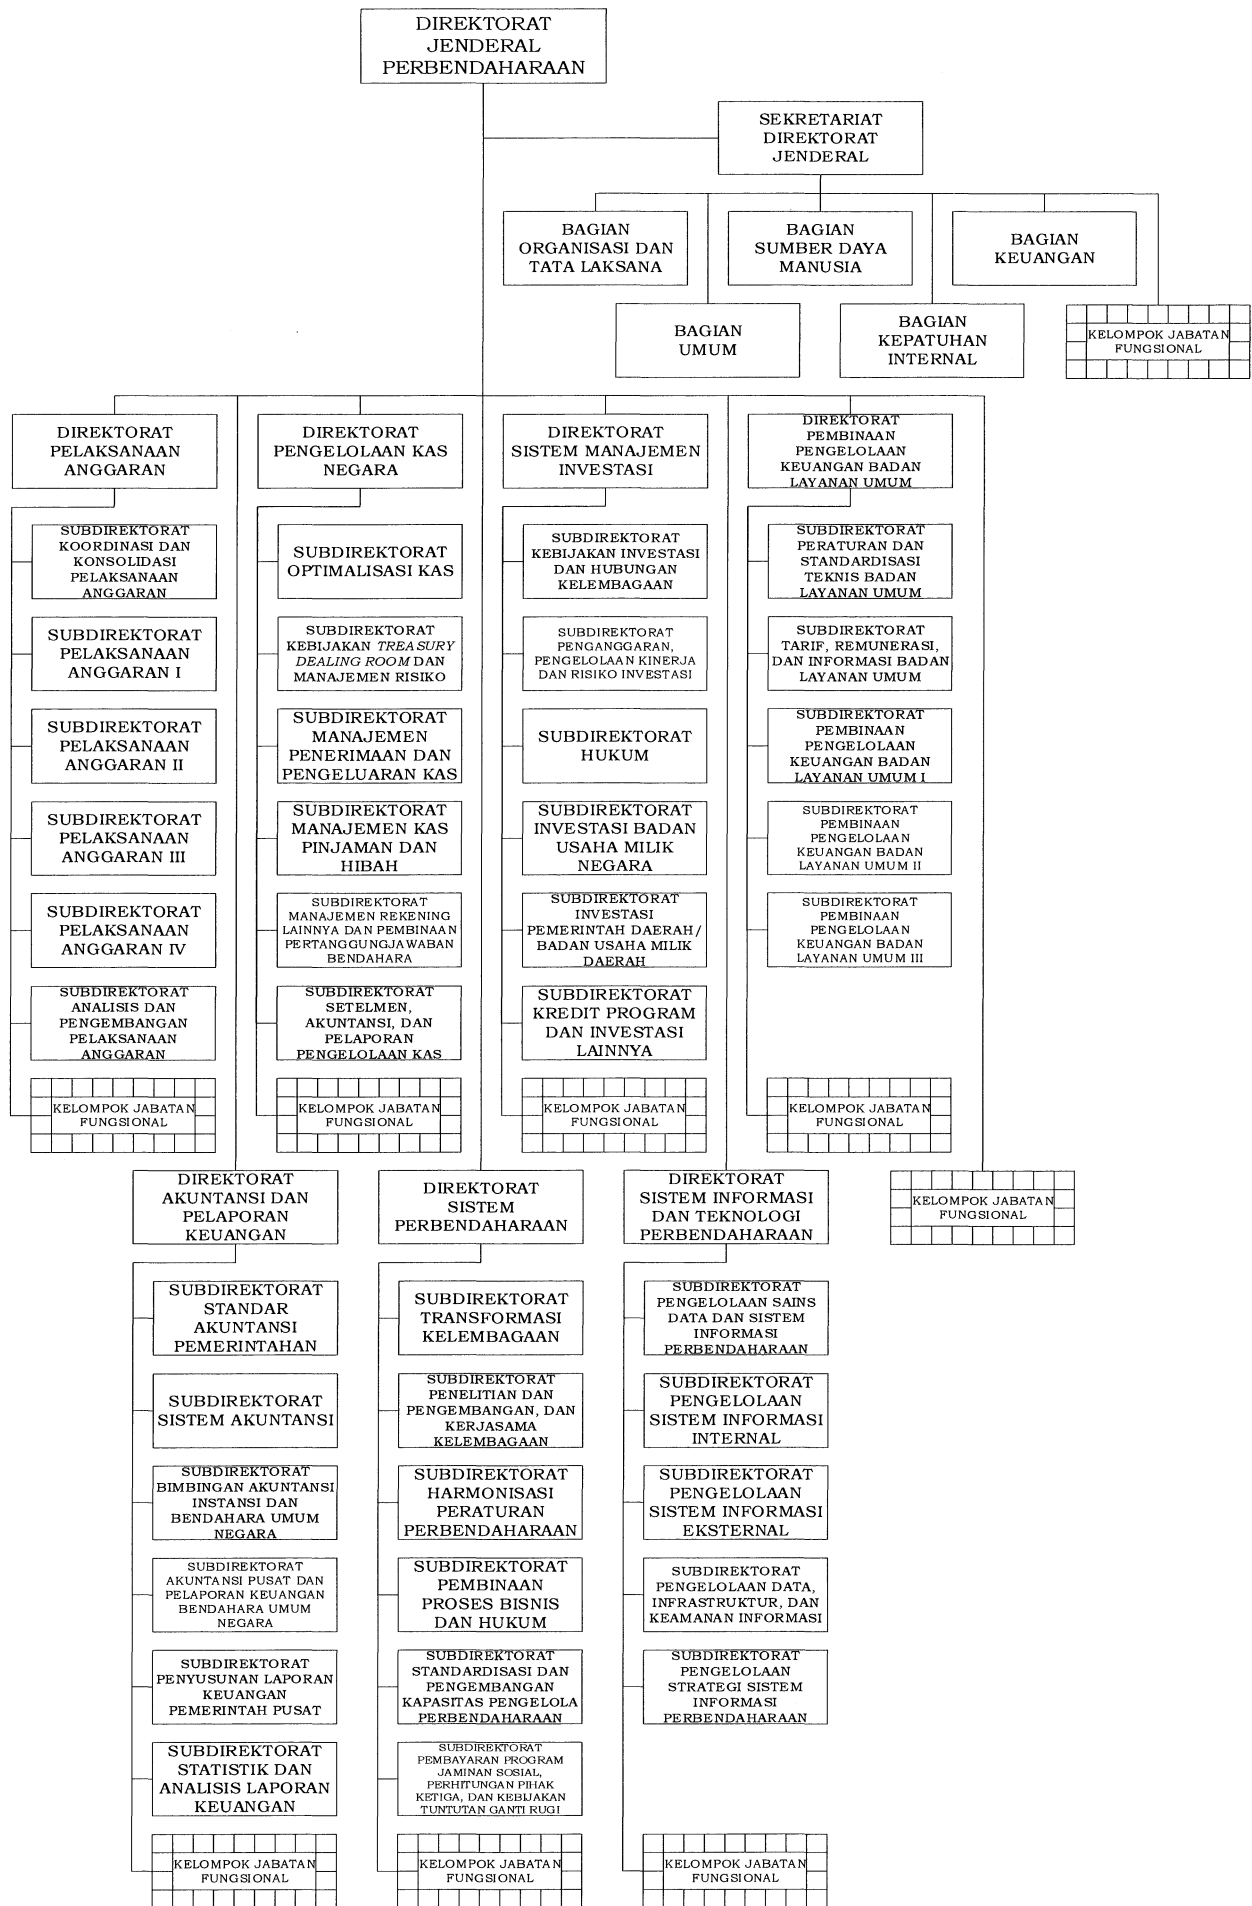 DIREKTORAT
JENDERAL
PERBENDAHARAAN
SEKRETARIAT
DIREKTORAT
JENDERAL
BAGIAN
ORGANISASI DAN
TATA LAKSANA
BAGIAN
SUMBER DAYA
MANUSIA
BAGIAN
KEUANGAN
BAGIAN
UMUM
BAGIAN
KEPATUHAN
INTERNAL
KELOMPOK JABATAN
FUNGSIONAL
DIREKTORAT
PELAKSANAAN
ANGGARAN
SUBDIREKTORAT
KOORDINASI DAN
KONSOLIDASI
PELAKSANAAN
ANGGARAN
SUBDIREKTORAT
PELAKSANAAN
ANGGARAN I
SUBDIREKTORAT
PELAKSANAAN
ANGGARAN II
SUBDIREKTORAT
PELAKSANAAN
ANGGARAN III
SUBDIREKTORAT
PELAKSANAAN
ANGGARAN IV
SUBDIREKTORAT
ANALISIS DAN
PENGEMBANGAN
PELAKSANAAN
ANGGARAN
KELOMPOK JABATAN
FUNGSIONAL
DIREKTORAT
PENGELOLAAN KAS
NEGARA
SUBDIREKTORAT
OPTIMALISASI KAS
SUBDIREKTORAT
KEBIJAKAN TREASURY
DEALING ROOM DAN
MANAJEMEN RISIKO
SUBDIREKTORAT
MANAJEMEN
PENERIMAAN DAN
PENGELUARAN KAS
SUBDIREKTORAT
MANAJEMEN KAS
PINJAMAN DAN
HIBAH
SUBDIREKTORAT
MANAJEMEN REKENING
LAINNYA DAN PEMBINAAN
PERTANGGUNGJAWABAN
BENDAHARA
SUBDIREKTORAT
SETELMEN,
AKUNTANSI, DAN
PELAPORAN
PENGELOLAAN KAS
KELOMPOK JABATAN
FUNGSIONAL
DIREKTORAT
SISTEM MANAJEMEN
INVESTASI
SUBDIREKTORAT
KEBIJAKAN INVESTASI
DAN HUBUNGAN
KELEMBAGAAN
SUBDIREKTORAT
PENGANGGARAN,
PENGELOLAAN KINERJA
DAN RISIKO INVESTASI
SUBDIREKTORAT
HUKUM
SUBDIREKTORAT
INVESTASI BADAN
USAHA MILIK
NEGARA
SUBDIREKTORAT
INVESTASI
PEMERINTAH DAERAH/
BADAN USAHA MILIK
DAERAH
SUBDIREKTORAT
KREDIT PROGRAM
DAN INVESTASI
LAINNYA
KELOMPOK JABATAN
FUNGSIONAL
DIREKTORAT
PEMBINAAN
PENGELOLAAN
KEUANGAN BADAN
LAYANAN UMUM
SUBDIREKTORAT
PERATURAN DAN
STANDARDISASI
TEKNIS BADAN
LAYANAN UMUM
SUBDIREKTORAT
TARIF, REMUNERASI,
DAN INFORMASI BADAN
LAYANAN UMUM
SUBDIREKTORAT
PEMBINAAN
PENGELOLAAN
KEUANGAN BADAN
LAYANAN UMUM I
SUBDIREKTORAT
PEMBINAAN
PENGELOLAAN
KEUANGAN BADAN
LAYANAN UMUM II
SUBDIREKTORAT
PEMBINAAN
PENGELOLAAN
KEUANGAN BADAN
LAYANAN UMUM III
KELOMPOK JABATAN
FUNGSIONAL
DIREKTORAT
AKUNTANSI DAN
PELAPORAN
KEUANGAN
SUBDIREKTORAT
STANDAR
AKUNTANSI
PEMERINTAHAN
SUBDIREKTORAT
SISTEM AKUNTANSI
SUBDIREKTORAT
BIMBINGAN AKUNTANSI
INSTANSI DAN
BENDAHARA UMUM
NEGARA
SUBDIREKTORAT
AKUNTANSI PUSAT DAN
PELAPORAN KEUANGAN
BENDAHARA UMUM
NEGARA
SUBDIREKTORAT
PENYUSUNAN LAPORAN
KEUANGAN
PEMERINTAH PUSAT
SUBDIREKTORAT
STATISTIK DAN
ANALISIS LAPORAN
KEUANGAN
KELOMPOK JABATAN
FUNGSIONAL
DIREKTORAT
SISTEM
PERBENDAHARAAN
SUBDIREKTORAT
TRANSFORMASI
KELEMBAGAAN
SUBDIREKTORAT
PENELITIAN DAN
PENGEMBANGAN, DAN
KERJASAMA
KELEMBAGAAN
SUBDIREKTORAT
HARMONISASI
PERATURAN
PERBENDAHARAAN
SUBDIREKTORAT
PEMBINAAN
PROSES BISNIS
DAN HUKUM
SUBDIREKTORAT
STANDARDISASI DAN
PENGEMBANGAN
KAPASITAS PENGELOLA
PERBENDAHARAAN
SUBDIREKTORAT
PEMBAYARAN PROGRAM
JAMINAN SOSIAL,
PERHITUNGAN PIHAK
KETIGA, DAN KEBIJAKAN
TUNTUTAN GANTI RUGI
KELOMPOK JABATAN
FUNGSIONAL
DIREKTORAT
SISTEM INFORMASI
DAN TEKNOLOGI
PERBENDAHARAAN
SUBDIREKTORAT
PENGELOLAAN SAINS
DATA DAN SISTEM
INFORMASI
PERBENDAHARAAN
SUBDIREKTORAT
PENGELOLAAN
SISTEM INFORMASI
INTERNAL
SUBDIREKTORAT
PENGELOLAAN
SISTEM INFORMASI
EKSTERNAL
SUBDIREKTORAT
PENGELOLAAN DATA,
INFRASTRUKTUR, DAN
KEAMANAN INFORMASI
SUBDIREKTORAT
PENGELOLAAN
STRATEGI SISTEM
INFORMASI
PERBENDAHARAAN
KELOMPOK JABATAN
FUNGSIONAL
KELOMPOK JABATAN
FUNGSIONAL